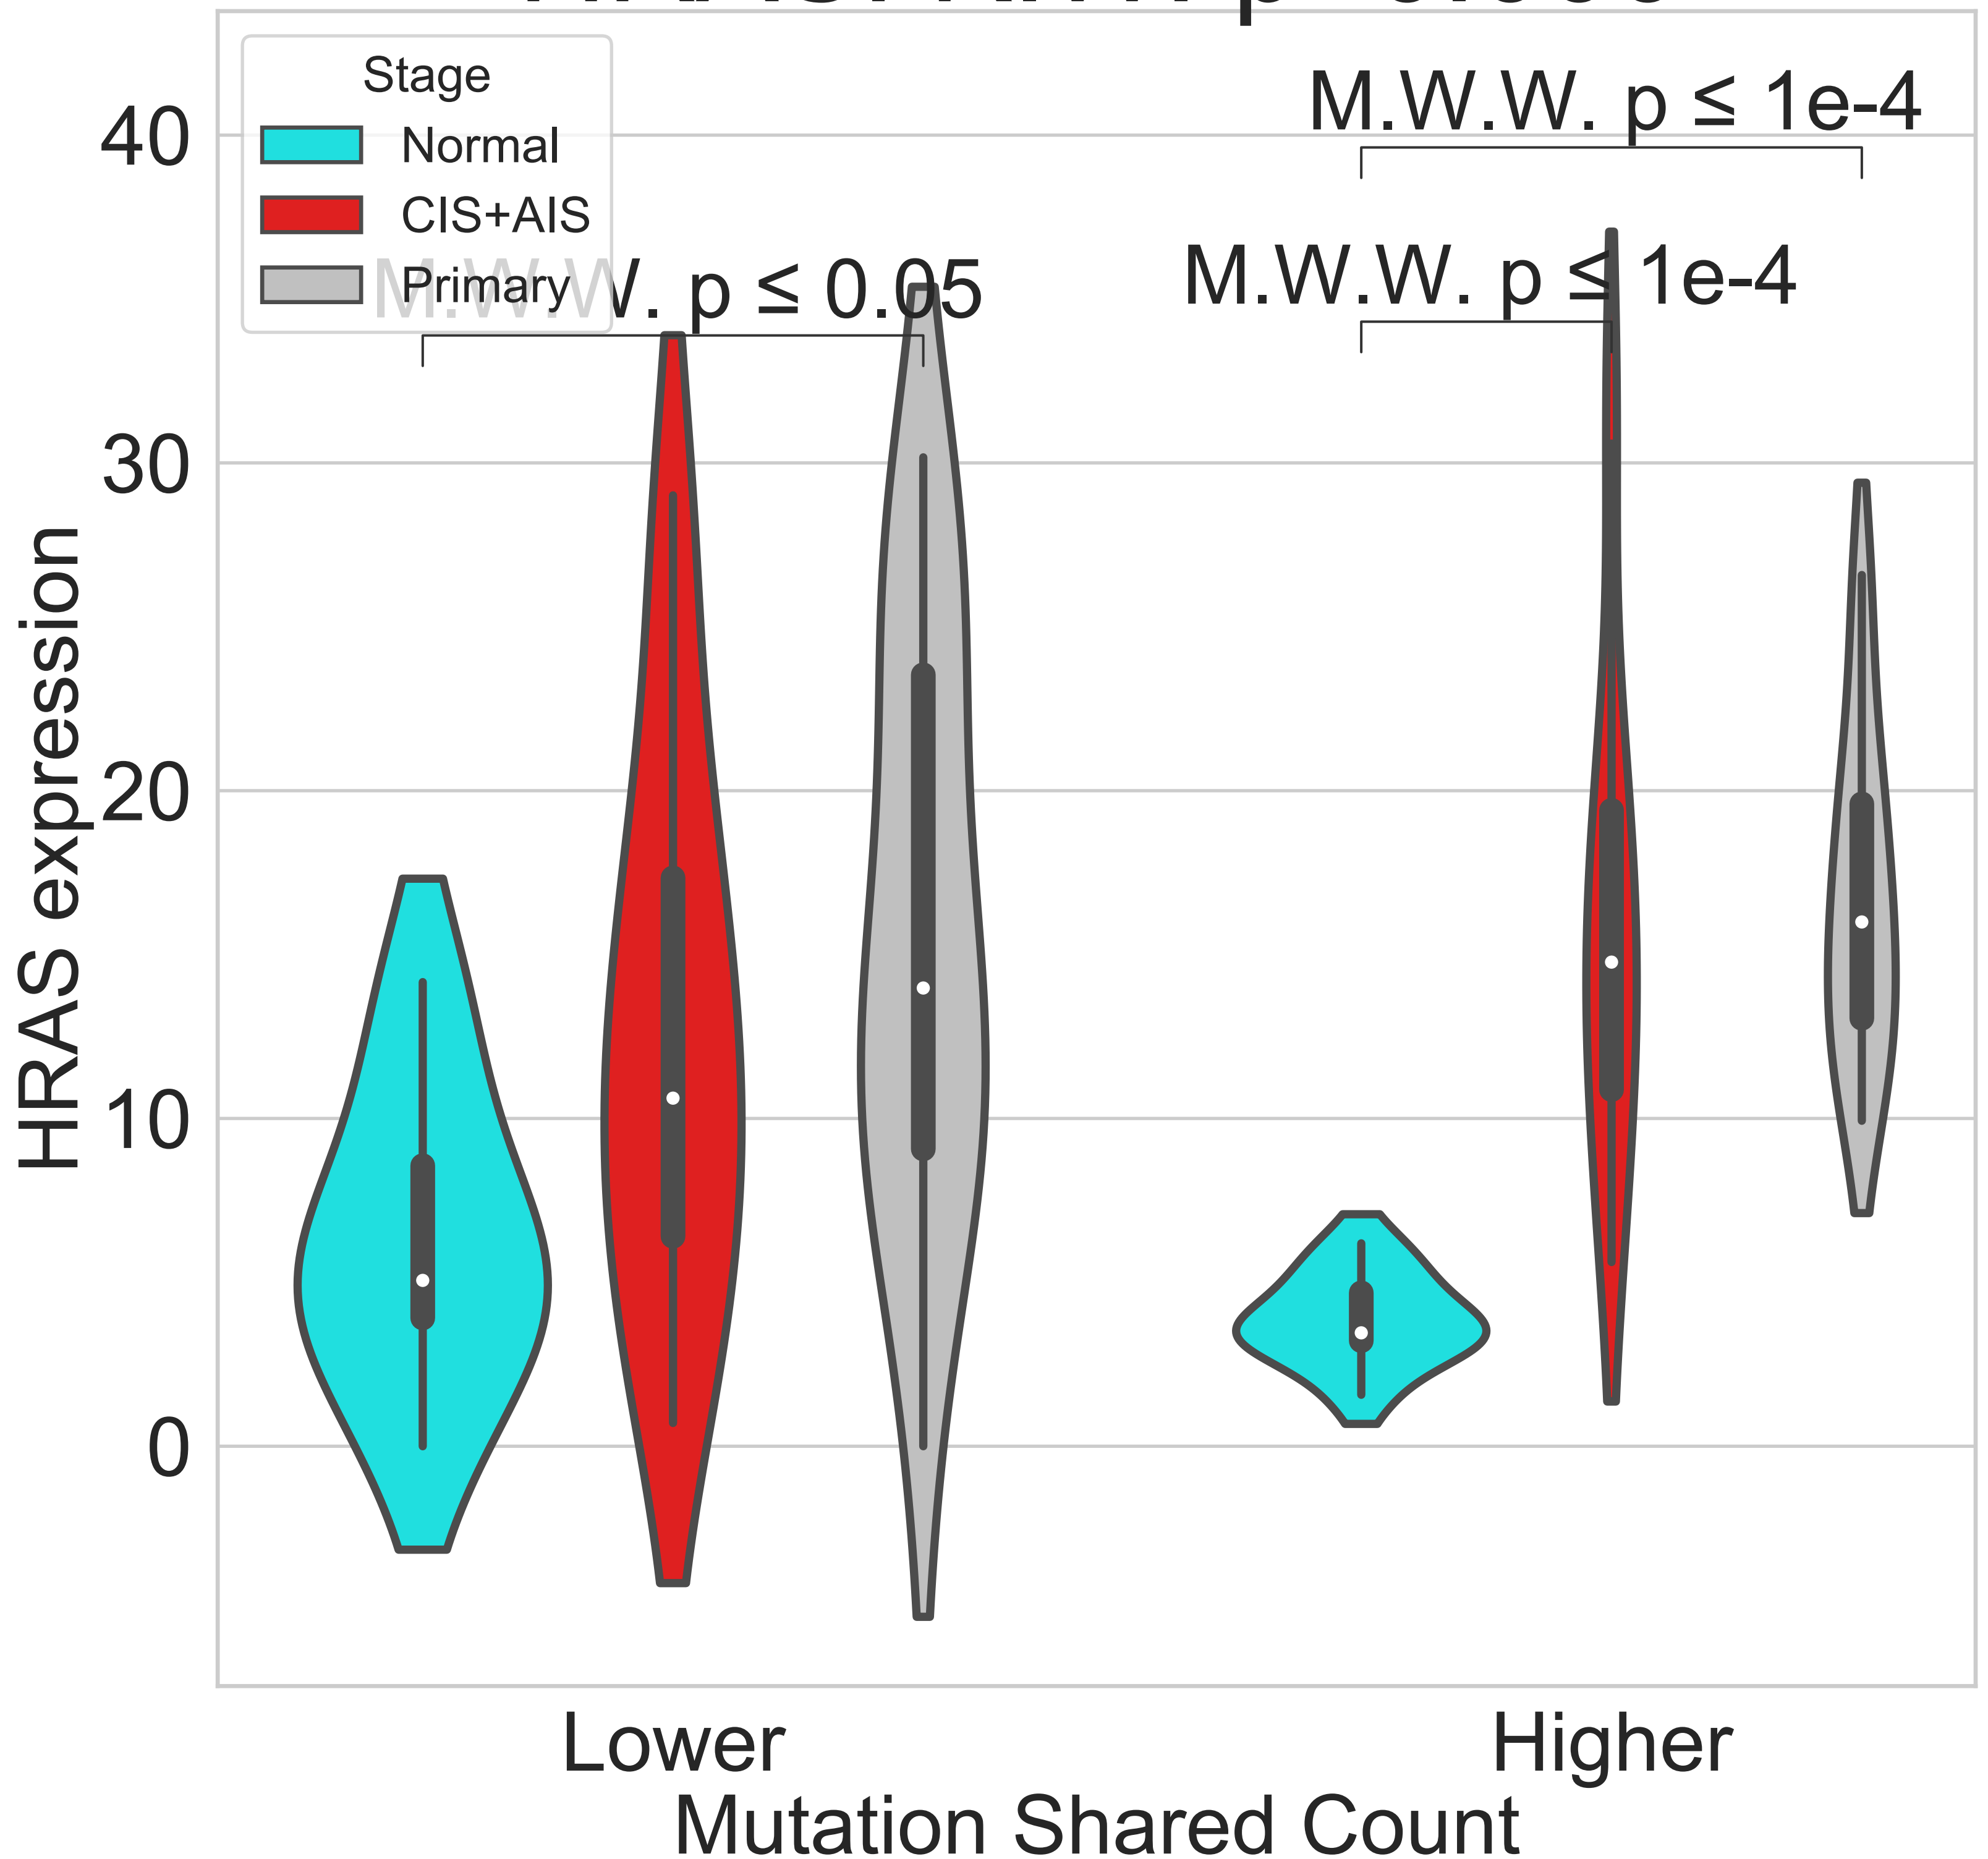 Stage
Normal
CIS+AIS
Primary
M.W.W. p ≤ 1e-4
M.W.W. p ≤ 0.05
M.W.W. p ≤ 1e-4
40
30
20
10
0
HRAS expression
Lower
Higher
Mutation Shared Count